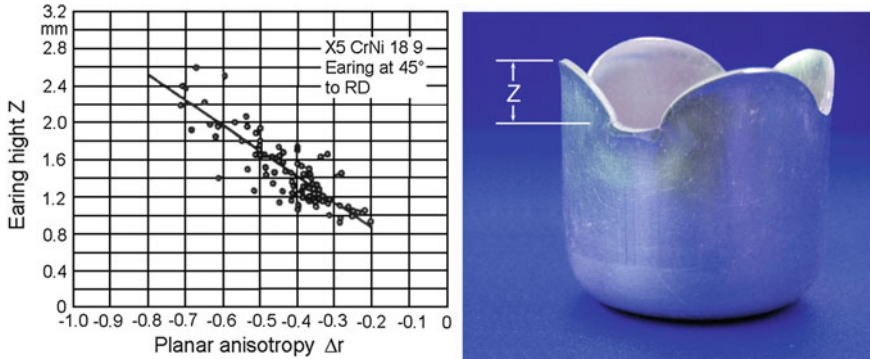 3.2
mm
2.8
2.4
2.0
1.6
1.2
0.8
0.4
0
Earing hight Z
X5 CrNi 18 9
Earing at 45°
to RD
-1.0 -0.9 -0.8 -0.7 -0.6 -0.5 -0.4 -0.3 -0.2 -0.1 0
Planar anisotropy Δr
Z